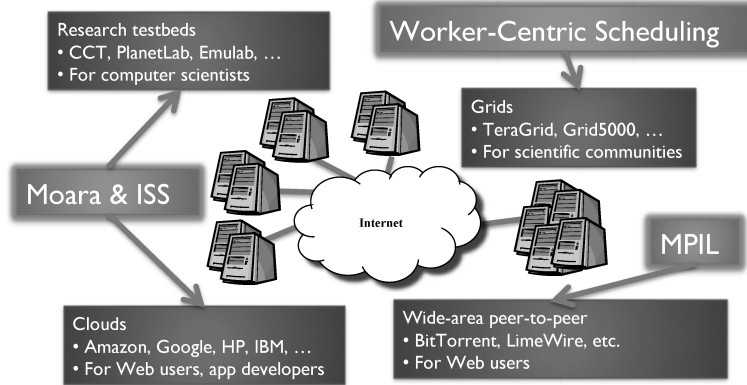 Research testbeds
• CCT, PlanetLab, Emulab, …
• For computer scientists
Worker-Centric Scheduling
Grids
• TeraGrid, Grid5000, …
• For scientific communities
Moara & ISS
Internet
MPIL
Clouds
• Amazon, Google, HP, IBM, …
• For Web users, app developers
Wide-area peer-to-peer
• BitTorrent, LimeWire, etc.
• For Web users